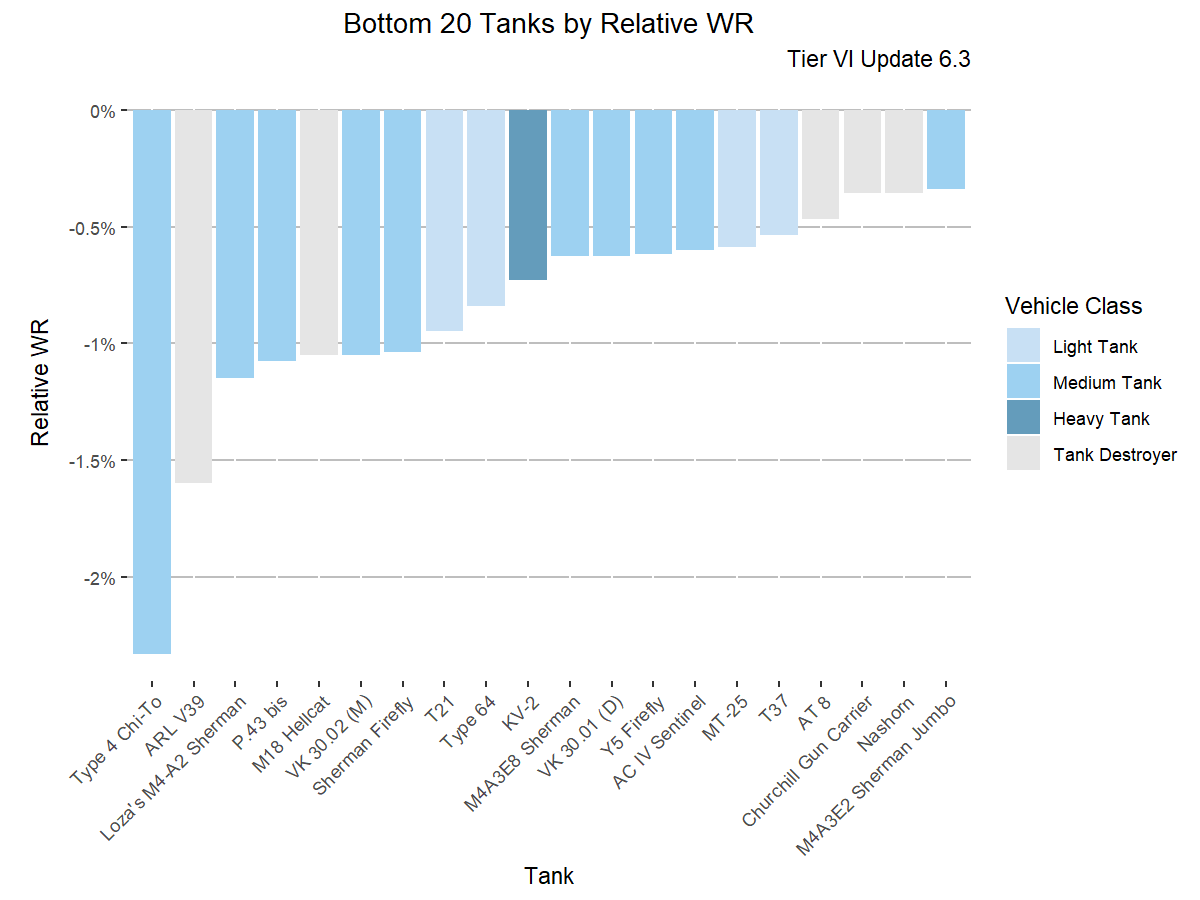 Bottom 20 Tanks by Relative WR
Tier VI Update 6.3
0%
-0.5%
-1%
-1.5%
-2%
Relative WR
Type 4 Chi-To
ARL V39
Loza's M4-A2 Sherman
P.43 bis
M18 Hellcat
VK 30.02 (M)
Sherman Firefly
T21
Type 64
KV-2
M4A3E8 Sherman
VK 30.01 (D)
Y5 Firefly
AC IV Sentinel
MT-25
T37
AT 8
Churchill Gun Carrier
Nashorn
M4A3E2 Sherman Jumbo
Tank
Vehicle Class
Light Tank
Medium Tank
Heavy Tank
Tank Destroyer